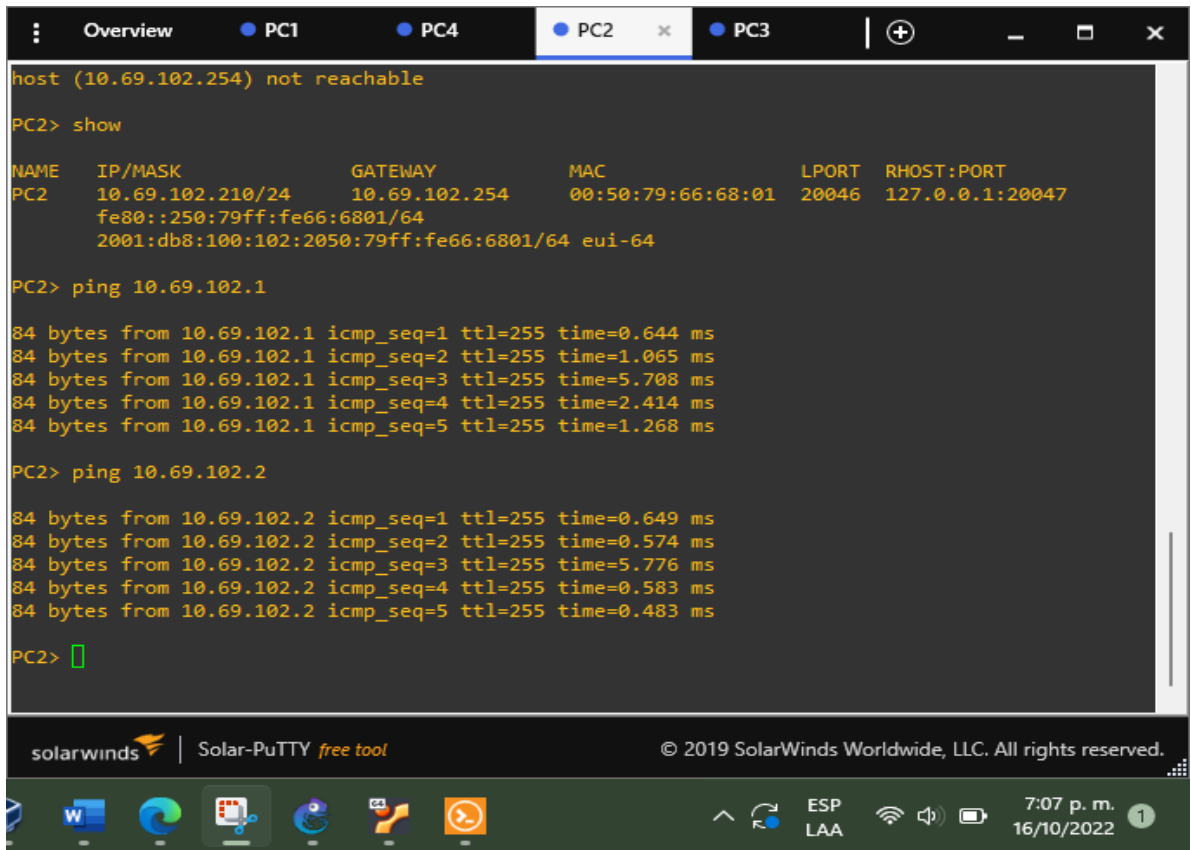 Overview PC1 PC4 PC2 × PC3
host (10.69.102.254) not reachable
PC2> show
NAME IP/MASK GATEWAY MAC LPORT RHOST:PORT
PC2 10.69.102.210/24 10.69.102.254 00:50:79:66:68:01 20046 127.0.0.1:20047
fe80::250:79ff:fe66:6801/64
2001:db8:100:102:2050:79ff:fe66:6801/64 eui-64
PC2> ping 10.69.102.1
84 bytes from 10.69.102.1 icmp_seq=1 ttl=255 time=0.644 ms
84 bytes from 10.69.102.1 icmp_seq=2 ttl=255 time=1.065 ms
84 bytes from 10.69.102.1 icmp_seq=3 ttl=255 time=5.708 ms
84 bytes from 10.69.102.1 icmp_seq=4 ttl=255 time=2.414 ms
84 bytes from 10.69.102.1 icmp_seq=5 ttl=255 time=1.268 ms
PC2> ping 10.69.102.2
84 bytes from 10.69.102.2 icmp_seq=1 ttl=255 time=0.649 ms
84 bytes from 10.69.102.2 icmp_seq=2 ttl=255 time=0.574 ms
84 bytes from 10.69.102.2 icmp_seq=3 ttl=255 time=5.776 ms
84 bytes from 10.69.102.2 icmp_seq=4 ttl=255 time=0.583 ms
84 bytes from 10.69.102.2 icmp_seq=5 ttl=255 time=0.483 ms
PC2>
solarwinds | Solar-PuTTY free tool © 2019 SolarWinds Worldwide, LLC. All rights reserved.
W G4 ESP 7:07 p. m. 1
LAA 16/10/2022